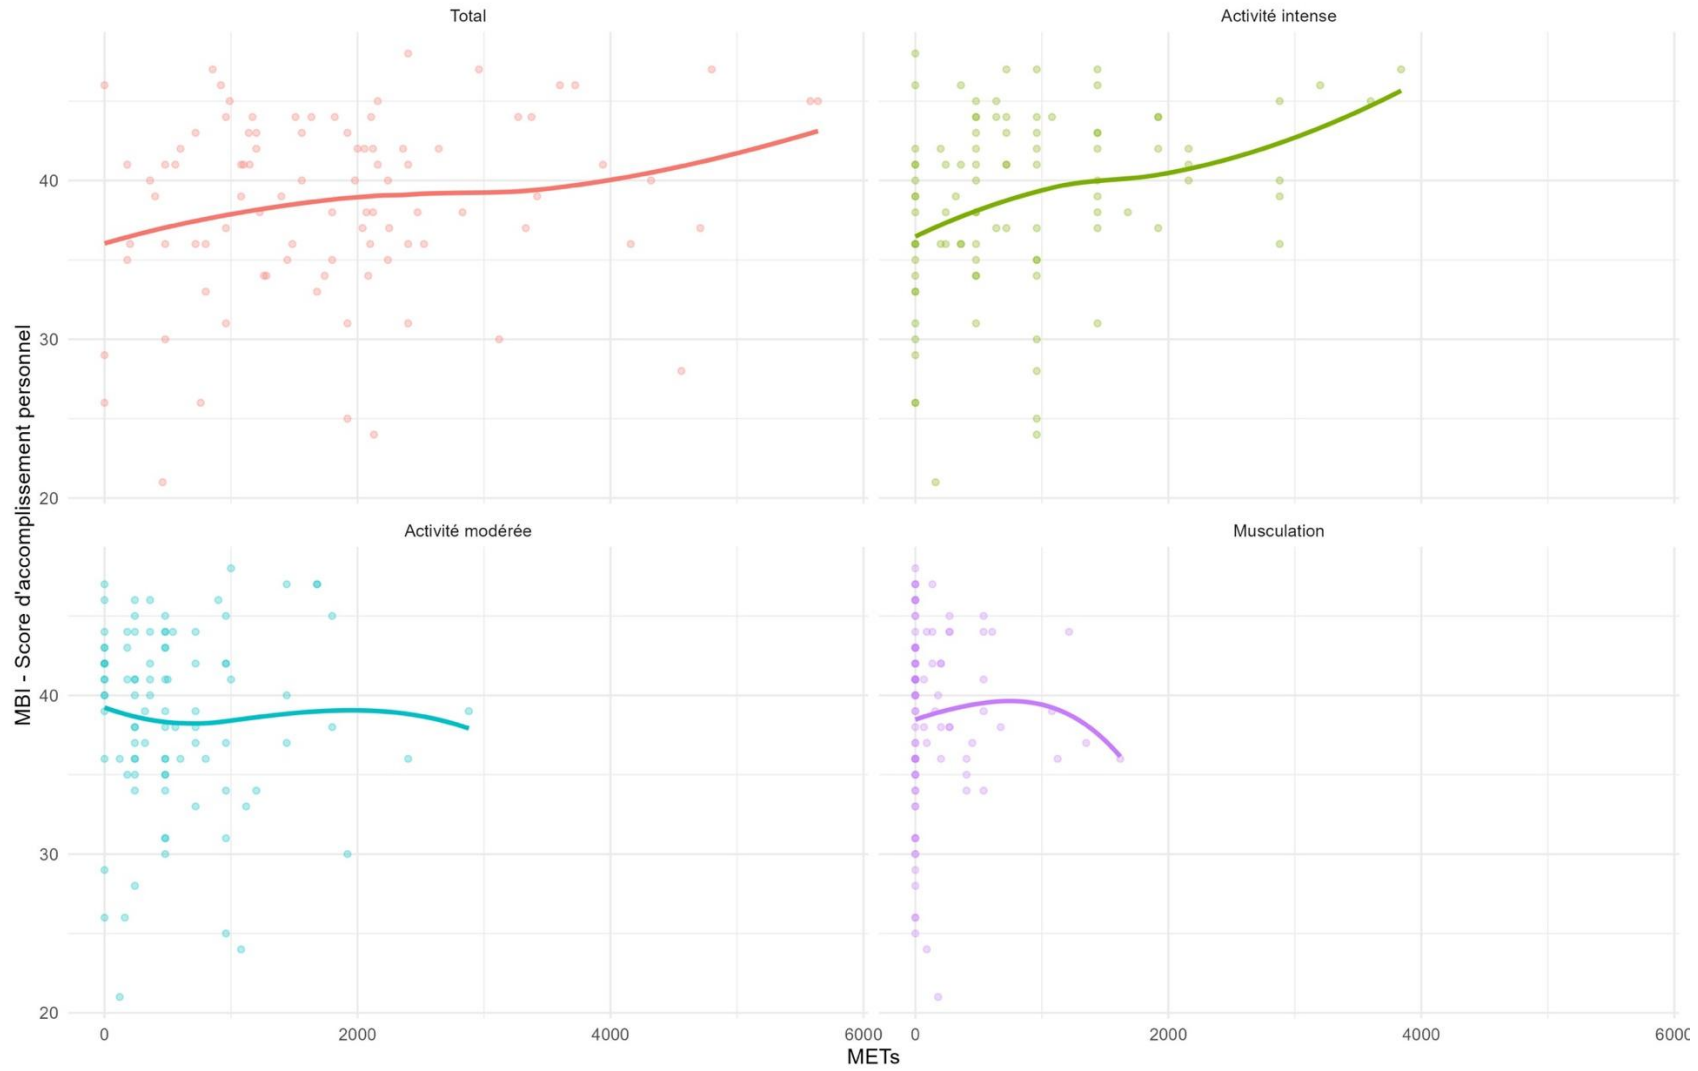 Total
Activité intense
40
30
20
Activité modérée
Musculation
40
30
20
0
2000
4000
6000
0
2000
4000
6000
METs
MBI - Score d'accomplissement personnel